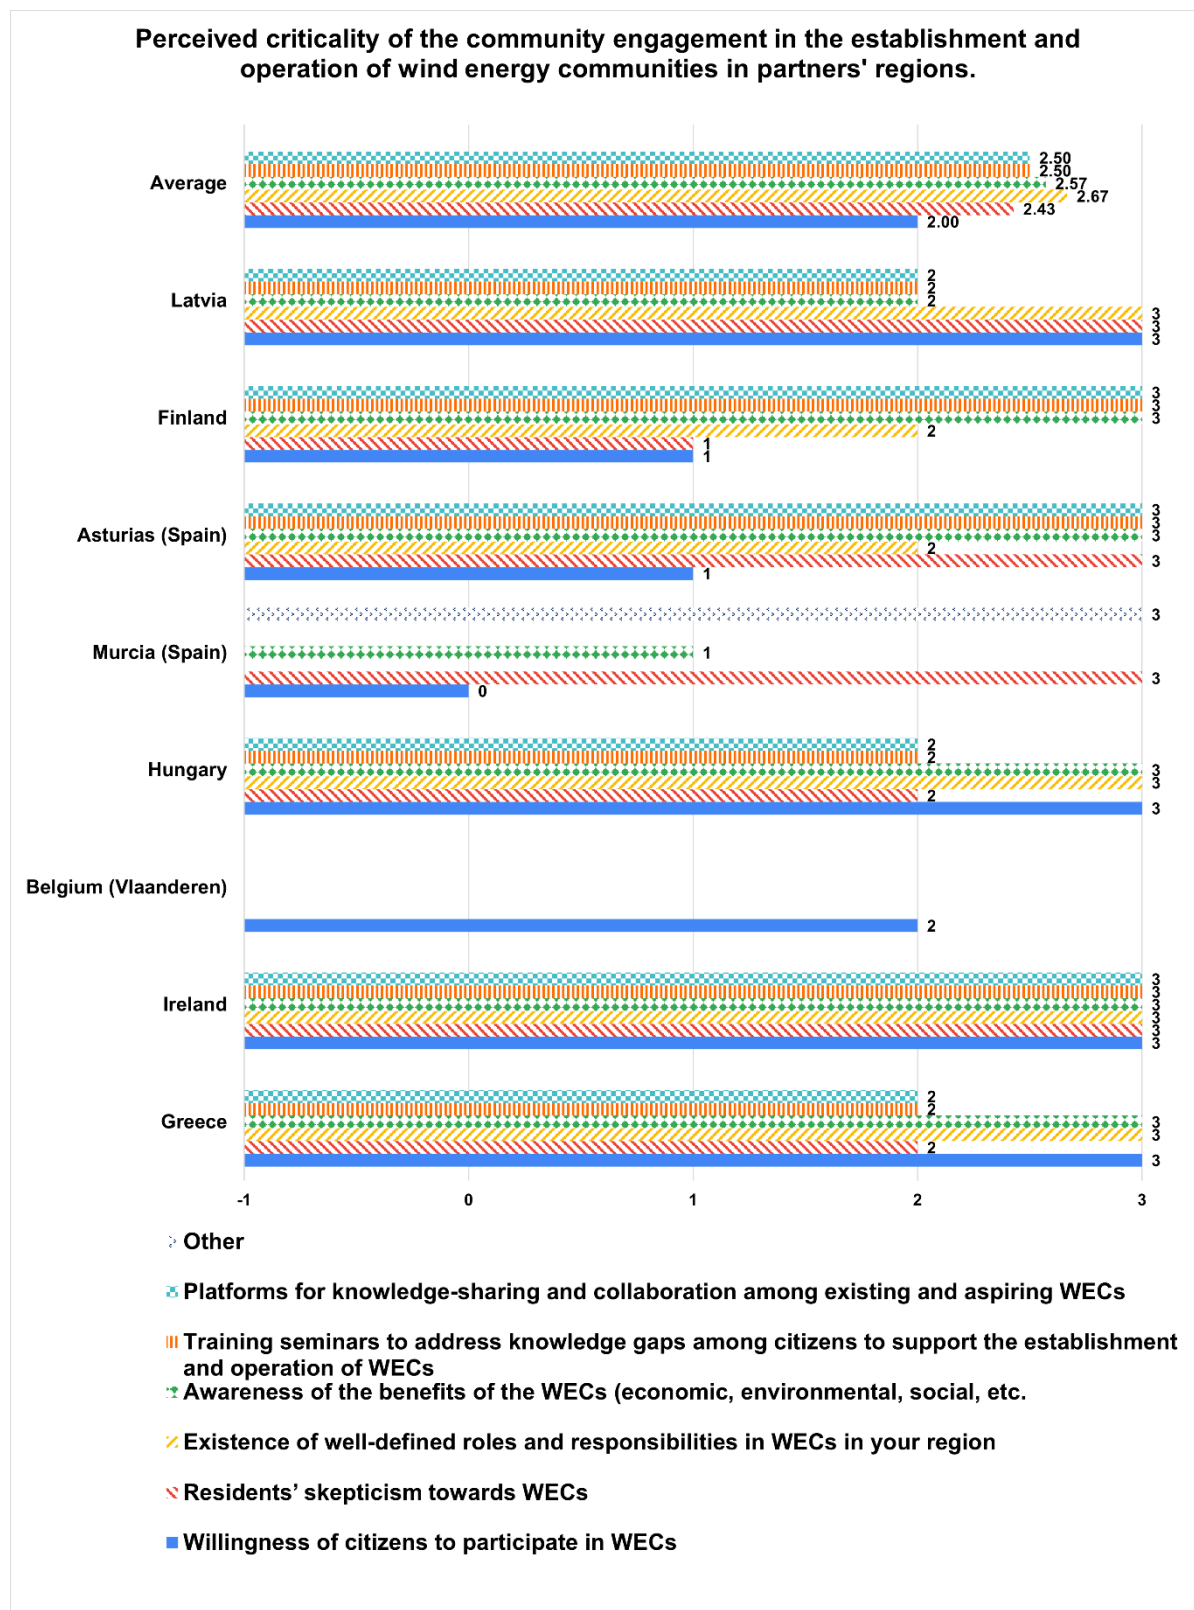 Perceived criticality of the community engagement in the establishment and
operation of wind energy communities in partners' regions.
Average
2.50
2.50
2.57
2.67
2.43
2.00
Latvia
2
2
2
3
3
3
Finland
3
3
3
2
1
1
Asturias (Spain)
3
3
3
2
3
1
Murcia (Spain)
3
1
3
0
Hungary
2
2
3
3
2
3
Belgium (Vlaanderen)
2
Ireland
3
3
3
3
3
3
Greece
2
2
3
3
2
3
-1 0 1 2 3
Other
Platforms for knowledge-sharing and collaboration among existing and aspiring WECs
Training seminars to address knowledge gaps among citizens to support the establishment
and operation of WECs
Awareness of the benefits of the WECs (economic, environmental, social, etc.
Existence of well-defined roles and responsibilities in WECs in your region
Residents’ skepticism towards WECs
Willingness of citizens to participate in WECs